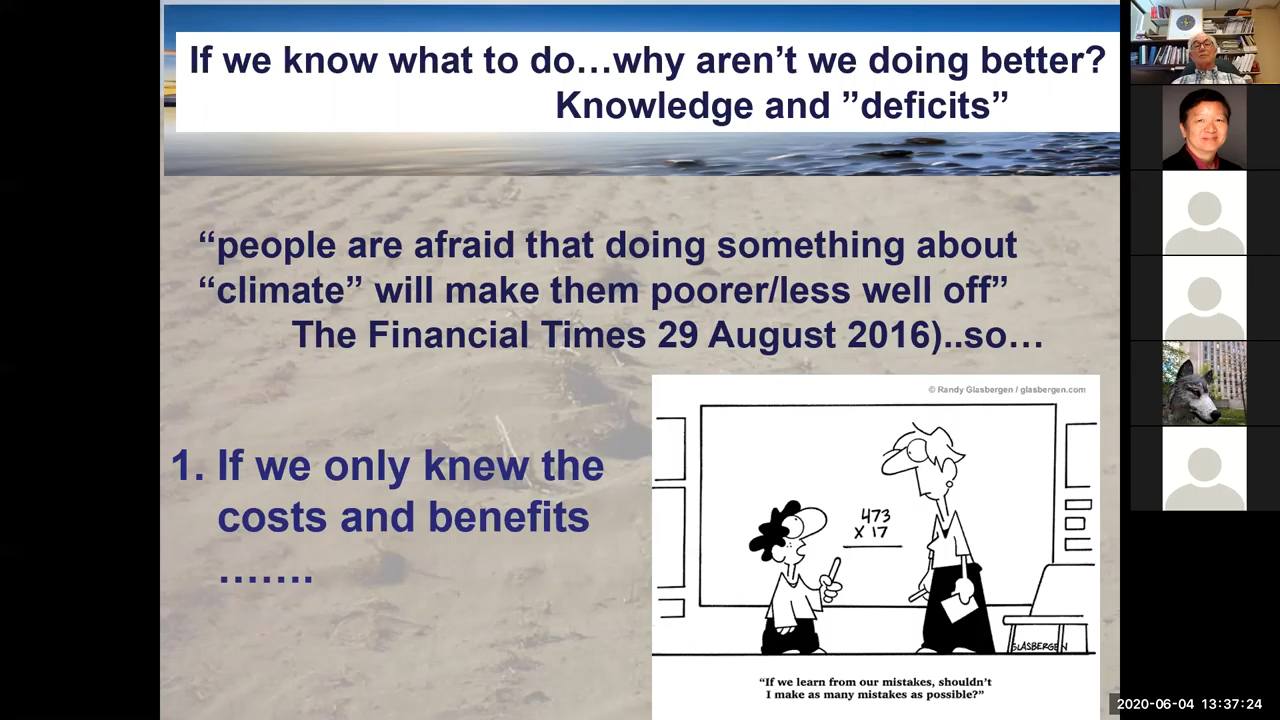 If we know what to do…why aren’t we doing better?
Knowledge and ”deficits”
“people are afraid that doing something about
“climate” will make them poorer/less well off”
The Financial Times 29 August 2016)..so…
1. If we only knew the
costs and benefits
…….
© Randy Glasbergen / glasbergen.com
473
X 17
GLASBERGEN
“If we learn from our mistakes, shouldn’t
I make as many mistakes as possible?”
2020-06-04 13:37:24